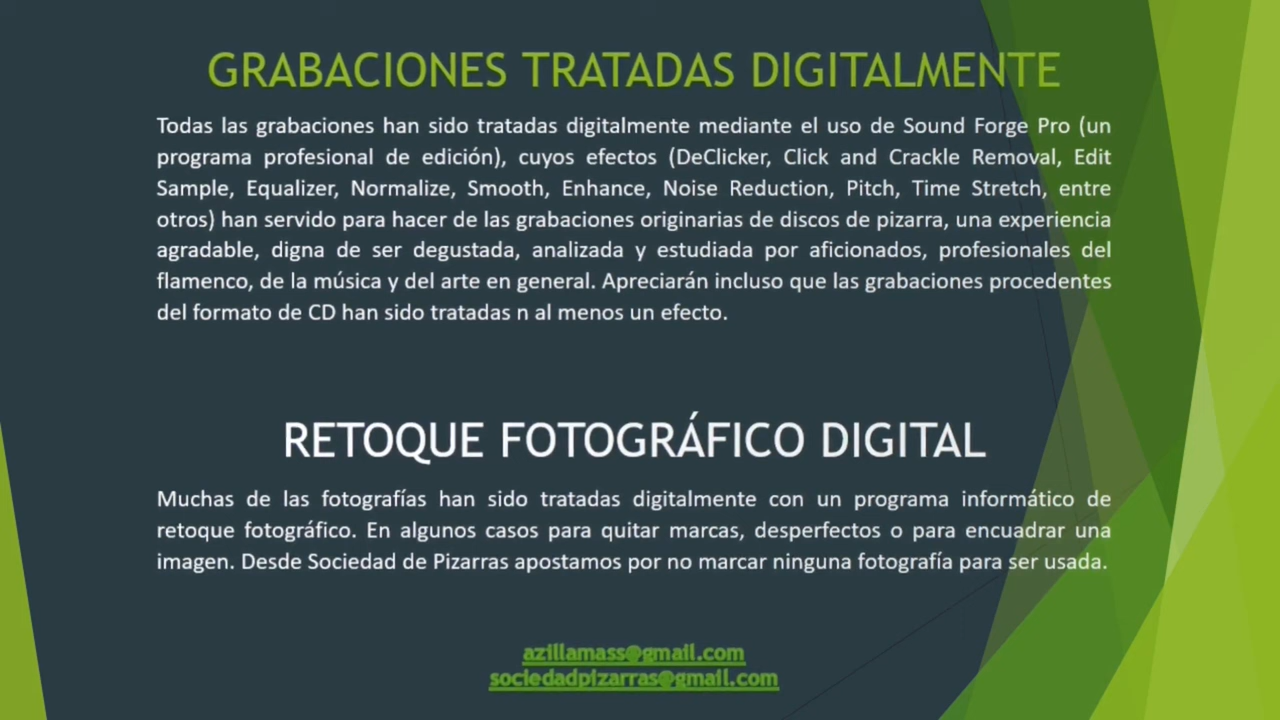 GRABACIONES TRATADAS DIGITALMENTE
Todas las grabaciones han sido tratadas digitalmente mediante el uso de Sound Forge Pro (un
programa profesional de edición), cuyos efectos (DeClicker, Click and Crackle Removal, Edit
Sample, Equalizer, Normalize, Smooth, Enhance, Noise Reduction, Pitch, Time Stretch, entre
otros) han servido para hacer de las grabaciones originarias de discos de pizarra, una experiencia
agradable, digna de ser degustada, analizada y estudiada por aficionados, profesionales del
flamenco, de la música y del arte en general. Apreciarán incluso que las grabaciones procedentes
del formato de CD han sido tratadas n al menos un efecto.
RETOQUE FOTOGRÁFICO DIGITAL
Muchas de las fotografías han sido tratadas digitalmente con un programa informático de
retoque fotográfico. En algunos casos para quitar marcas, desperfectos o para encuadrar una
imagen. Desde Sociedad de Pizarras apostamos por no marcar ninguna fotografía para ser usada.
azillamass@gmail.com
sociedadpizarras@gmail.com